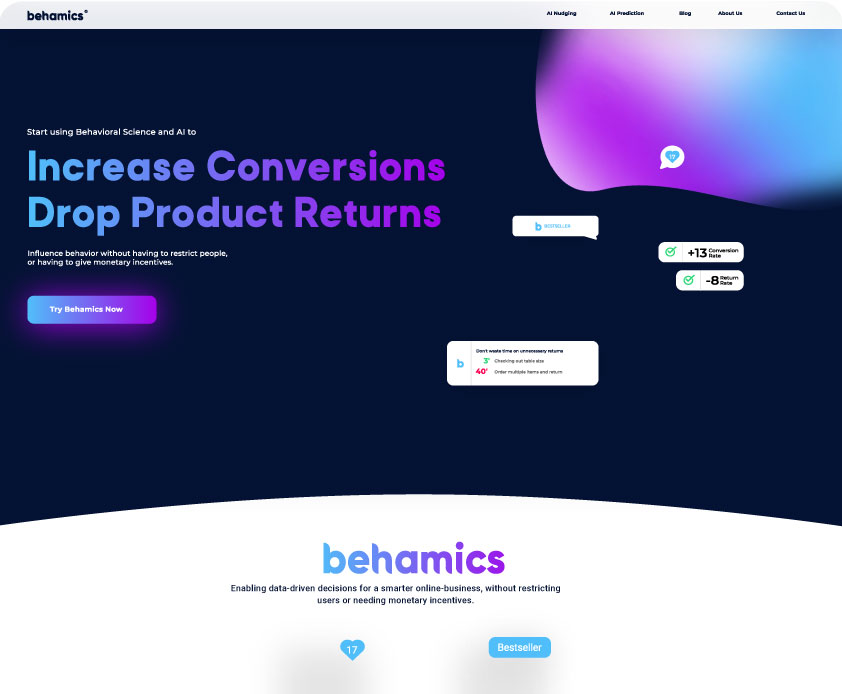 behamics®
AI Nudging
AI Prediction
Blog
About Us
Contact Us
Start using Behavioral Science and AI to
Increase Conversions
Drop Product Returns
Influence behavior without having to restrict people,
or having to give monetary incentives.
Try Behamics Now
17
b BESTSELLER
+13 Conversion
Rate
-8 Return
Rate
b
Don't waste time on unnecessary returns
3' Checking out table size
40' Order multiple items and return
behamics
Enabling data-driven decisions for a smarter online-business, without restricting
users or needing monetary incentives.
17
Bestseller